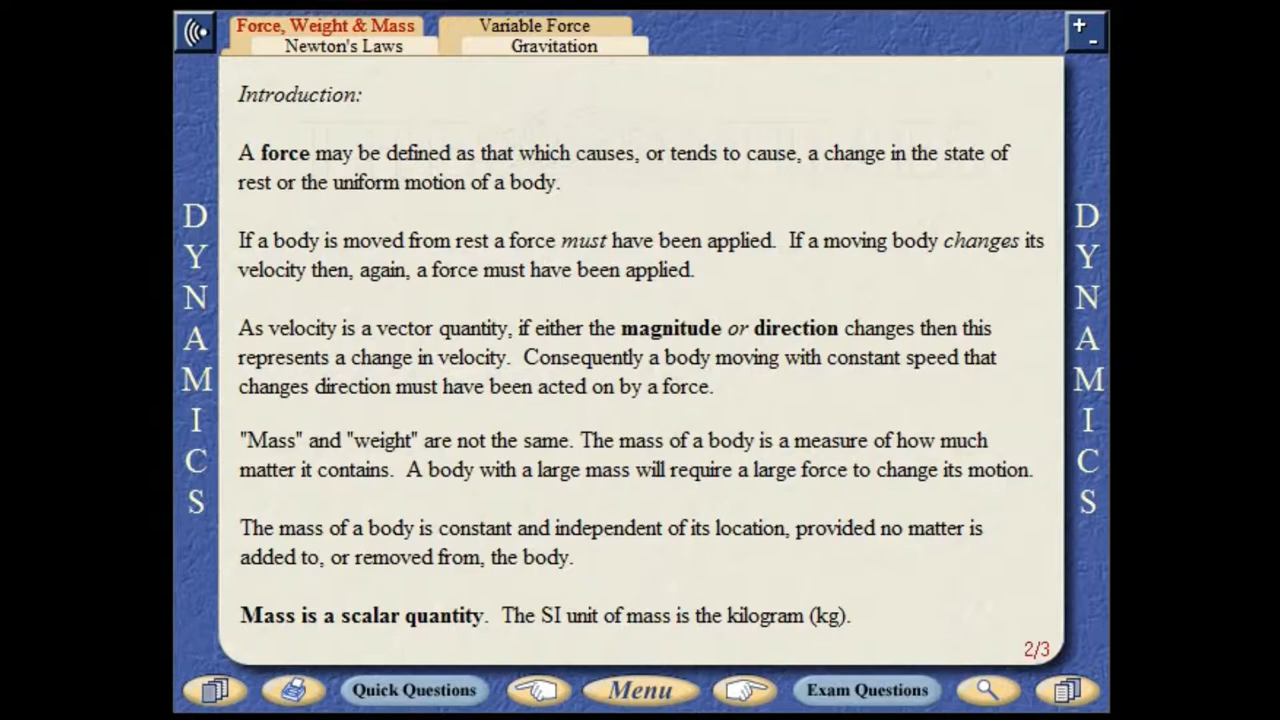 Force, Weight & Mass
Variable Force
Newton's Laws
Gravitation
+
-
Introduction:
A force may be defined as that which causes, or tends to cause, a change in the state of
rest or the uniform motion of a body.
If a body is moved from rest a force must have been applied. If a moving body changes its
velocity then, again, a force must have been applied.
As velocity is a vector quantity, if either the magnitude or direction changes then this
represents a change in velocity. Consequently a body moving with constant speed that
changes direction must have been acted on by a force.
"Mass" and "weight" are not the same. The mass of a body is a measure of how much
matter it contains. A body with a large mass will require a large force to change its motion.
The mass of a body is constant and independent of its location, provided no matter is
added to, or removed from, the body.
Mass is a scalar quantity. The SI unit of mass is the kilogram (kg).
2/3
DYNAMICS
DYNAMICS
Quick Questions
Menu
Exam Questions